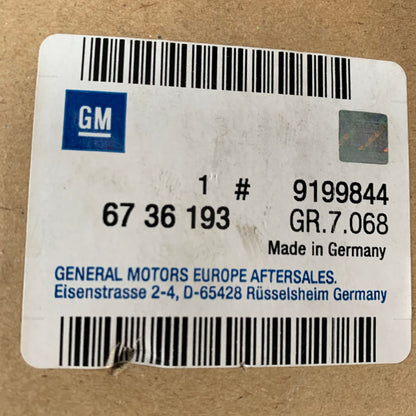 GM
1 # 9199844
67 36 193 GR.7.068
Made in Germany
GENERAL MOTORS EUROPE AFTERSALES.
Eisenstrasse 2-4, D-65428 Rüsselsheim Germany